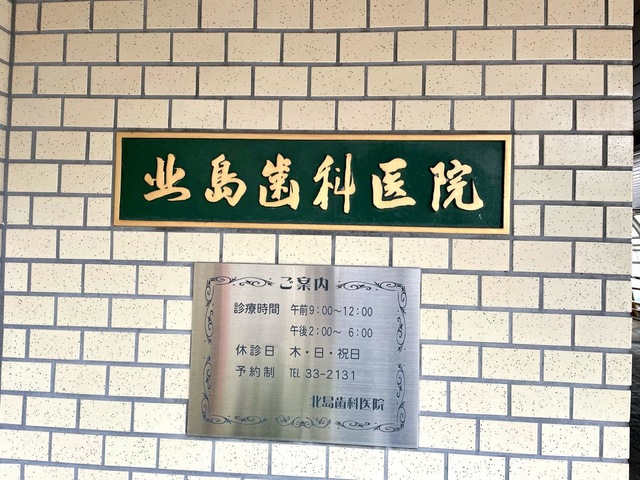 北島歯科医院
ご案内
診療時間 午前9:00〜12:00
午後2:00〜 6:00
休診日 木・日・祝日
予約制 TEL 33-2131
北島歯科医院